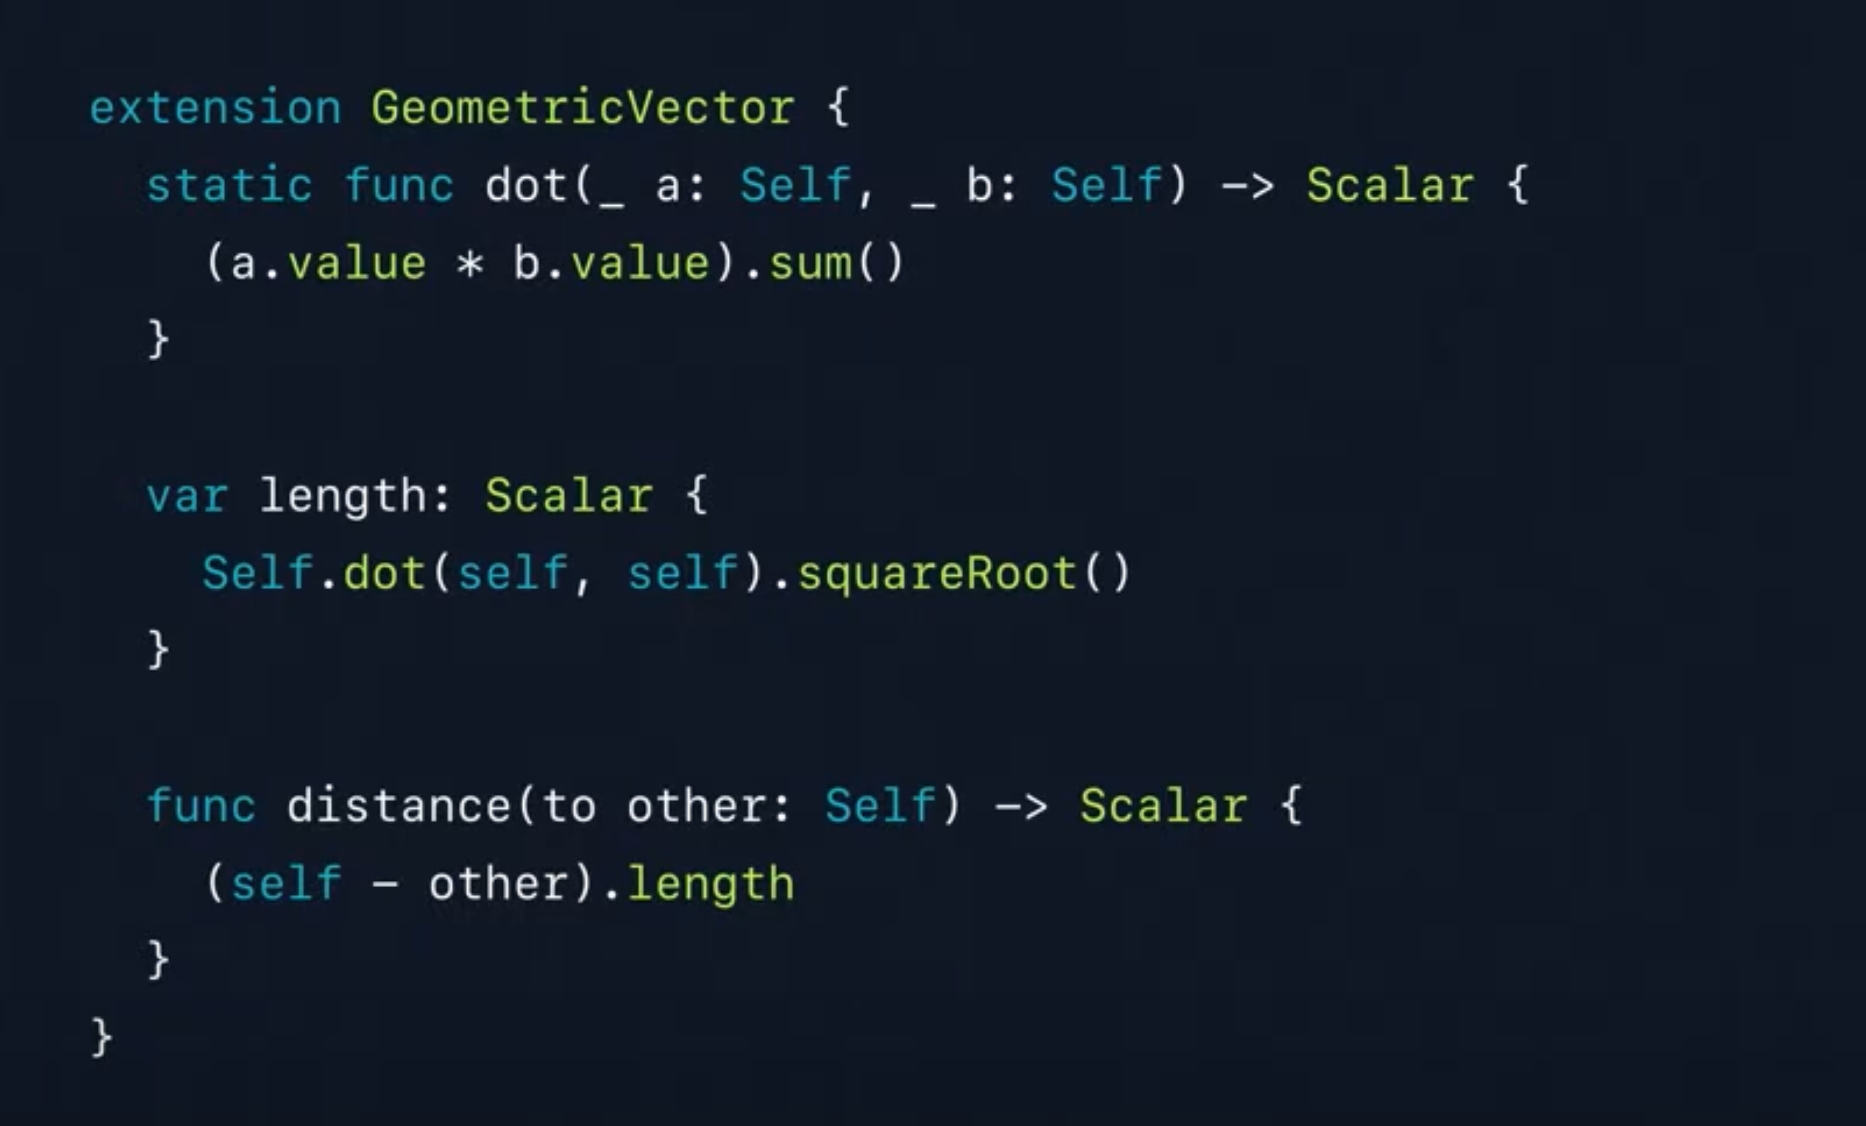 extension GeometricVector {
static func dot(_ a: Self, _ b: Self) -> Scalar {
(a.value * b.value).sum()
}
var length: Scalar {
Self.dot(self, self).squareRoot()
}
func distance(to other: Self) -> Scalar {
(self - other).length
}
}